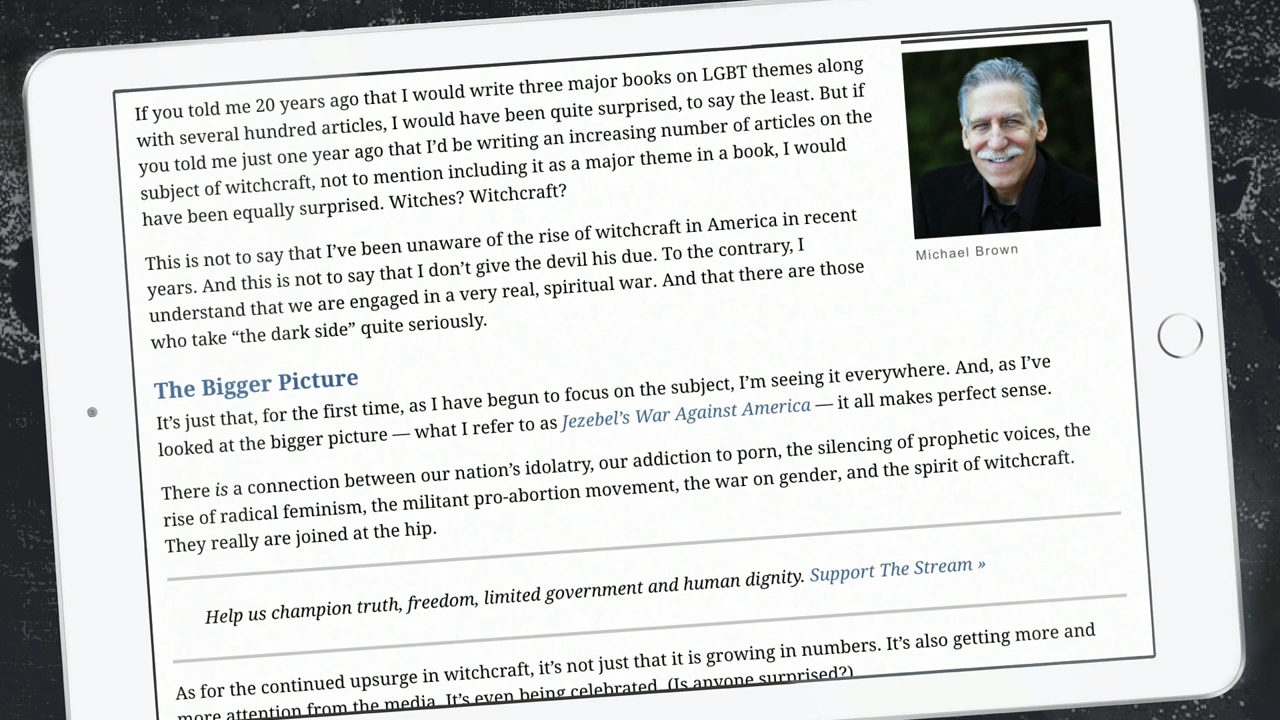 If you told me 20 years ago that I would write three major books on LGBT themes along
with several hundred articles, I would have been quite surprised, to say the least. But if
you told me just one year ago that I'd be writing an increasing number of articles on the
subject of witchcraft, not to mention including it as a major theme in a book, I would
have been equally surprised. Witches? Witchcraft?
Michael Brown
This is not to say that I've been unaware of the rise of witchcraft in America in recent
years. And this is not to say that I don't give the devil his due. To the contrary, I
understand that we are engaged in a very real, spiritual war. And that there are those
who take “the dark side” quite seriously.
The Bigger Picture
It's just that, for the first time, as I have begun to focus on the subject, I'm seeing it everywhere. And, as I've
looked at the bigger picture — what I refer to as Jezebel's War Against America — it all makes perfect sense.
There is a connection between our nation's idolatry, our addiction to porn, the silencing of prophetic voices, the
rise of radical feminism, the militant pro-abortion movement, the war on gender, and the spirit of witchcraft.
They really are joined at the hip.
Help us champion truth, freedom, limited government and human dignity. Support The Stream »
As for the continued upsurge in witchcraft, it's not just that it is growing in numbers. It's also getting more and
more attention from the media. It's even being celebrated. (Is anyone surprised?)